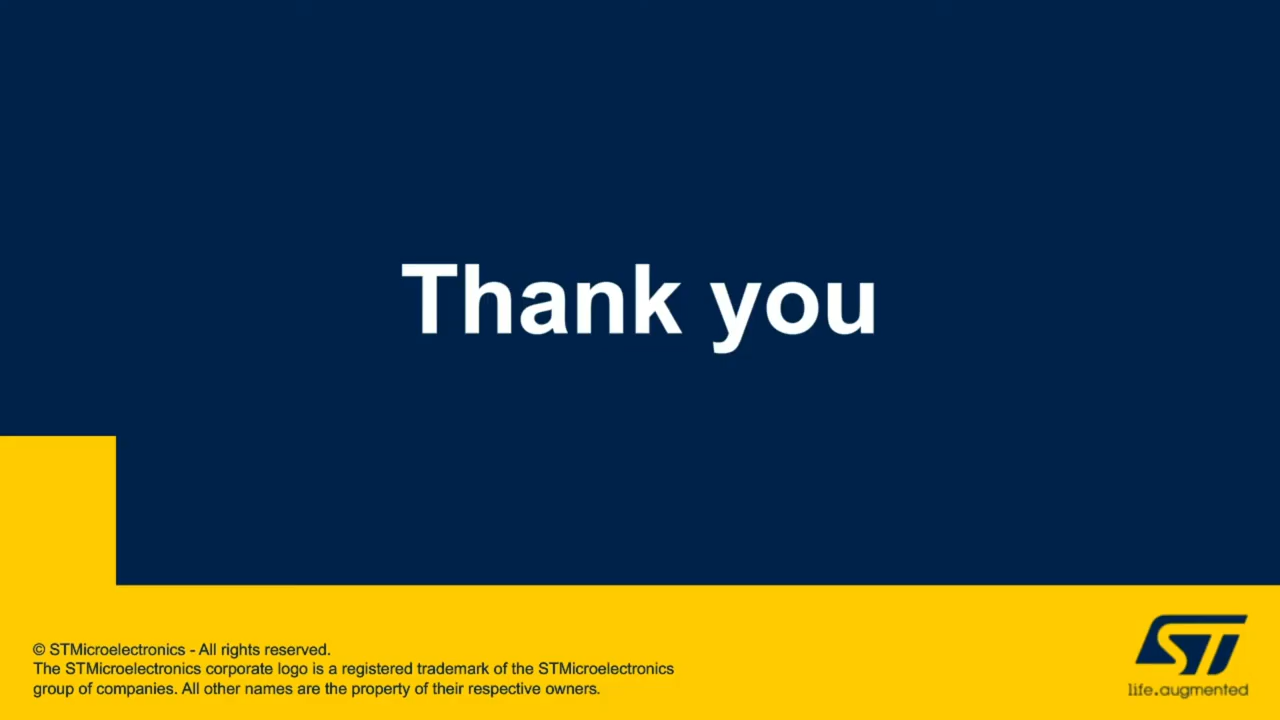 Thank you
© STMicroelectronics - All rights reserved.
The STMicroelectronics corporate logo is a registered trademark of the STMicroelectronics
group of companies. All other names are the property of their respective owners.
ST
life.augmented